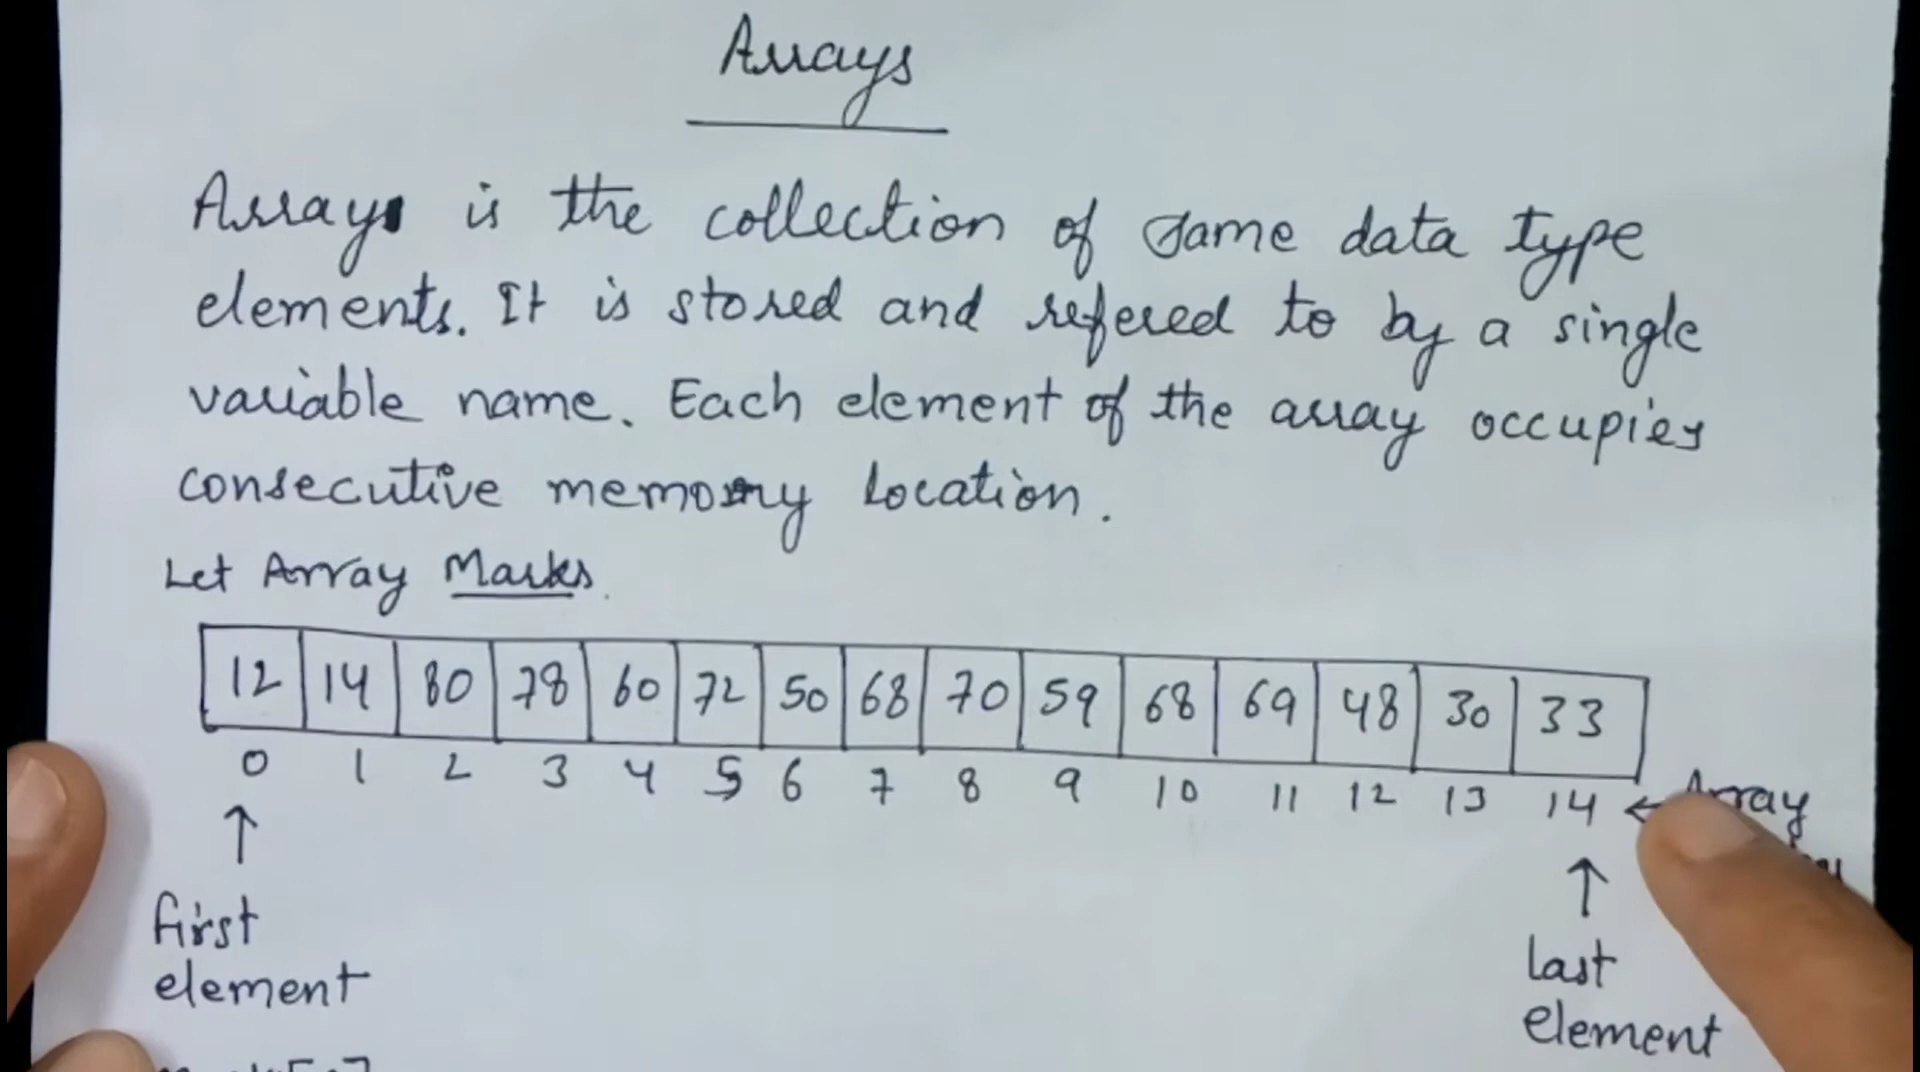 Arrays
Array is the collection of same data type
elements. It is stored and refered to by a single
variable name. Each element of the array occupies
consecutive memory location.
Let Array Marks.
12 14 80 78 60 72 50 68 70 59 68 69 48 30 33
0 1 2 3 4 5 6 7 8 9 10 11 12 13 14 ← Array
↑ ↑
first last
element element